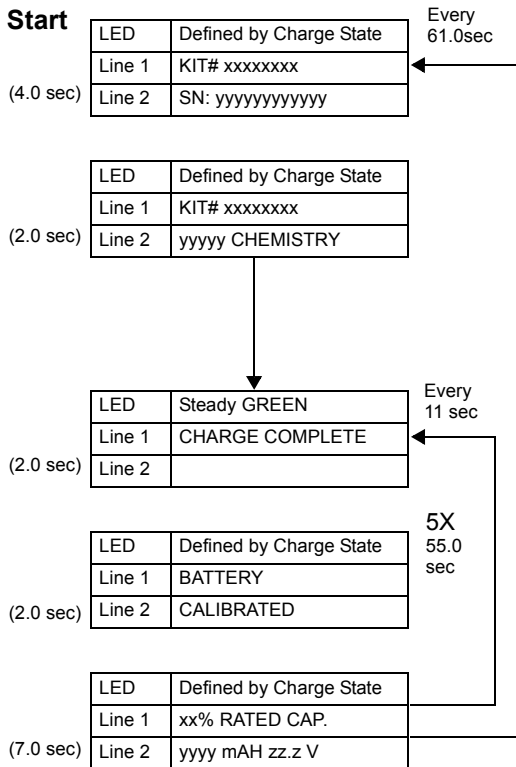 Start
Every
61.0sec
LED Defined by Charge State
Line 1 KIT# xxxxxxxx
(4.0 sec) Line 2 SN: yyyyyyyyyyyy
LED Defined by Charge State
Line 1 KIT# xxxxxxxx
(2.0 sec) Line 2 yyyyy CHEMISTRY
Every
11 sec
LED Steady GREEN
Line 1 CHARGE COMPLETE
(2.0 sec) Line 2
5X
55.0
sec
LED Defined by Charge State
Line 1 BATTERY
(2.0 sec) Line 2 CALIBRATED
LED Defined by Charge State
Line 1 xx% RATED CAP.
(7.0 sec) Line 2 yyyy mAH zz.z V